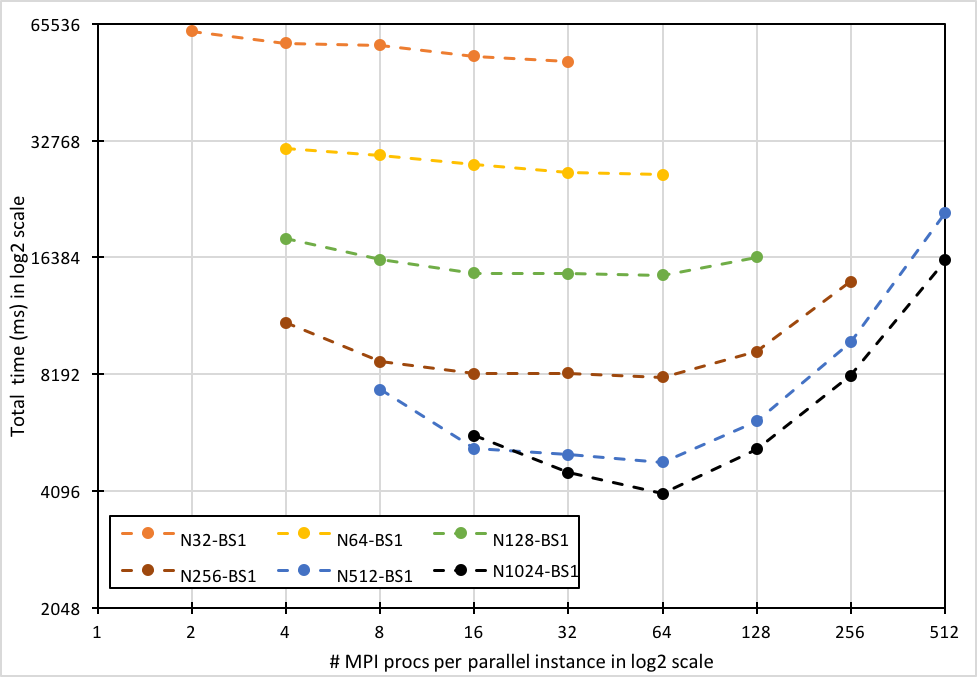 65536
32768
16384
8192
4096
2048
Total time (ms) in log2 scale
N32-BS1 N64-BS1 N128-BS1
N256-BS1 N512-BS1 N1024-BS1
1 2 4 8 16 32 64 128 256 512
# MPI procs per parallel instance in log2 scale